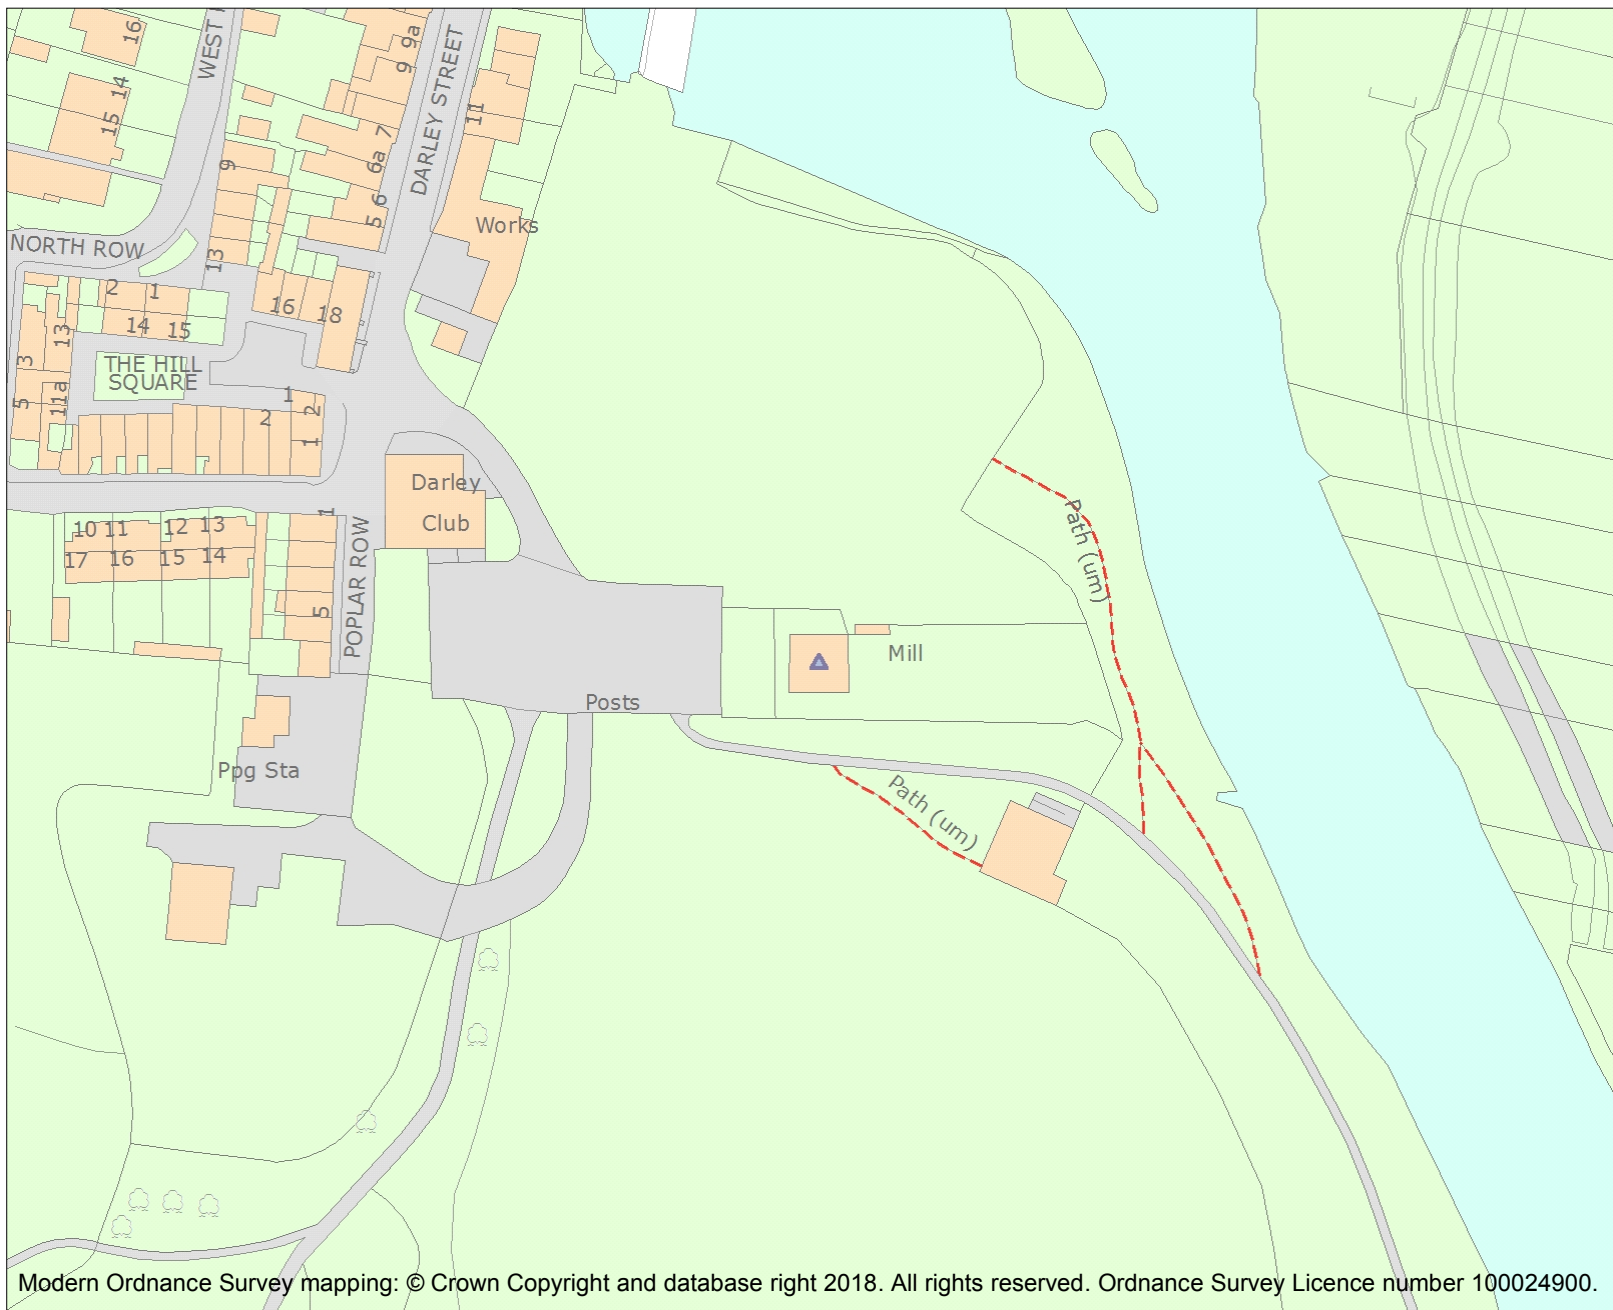 16
WEST
9a
9
DARLEY STREET
14
15
11
7
6a
9
6
5
Works
NORTH ROW
13
2
1
16
18
14
15
13
3
THE HILL
SQUARE
11a
5
1
2
2
1
Darley
Club
1
10 11
12 13
17 16
15 14
POPLAR ROW
5
Path (um)
Mill
Posts
Ppg Sta
Path (um)
Modern Ordnance Survey mapping: © Crown Copyright and database right 2018. All rights reserved. Ordnance Survey Licence number 100024900.